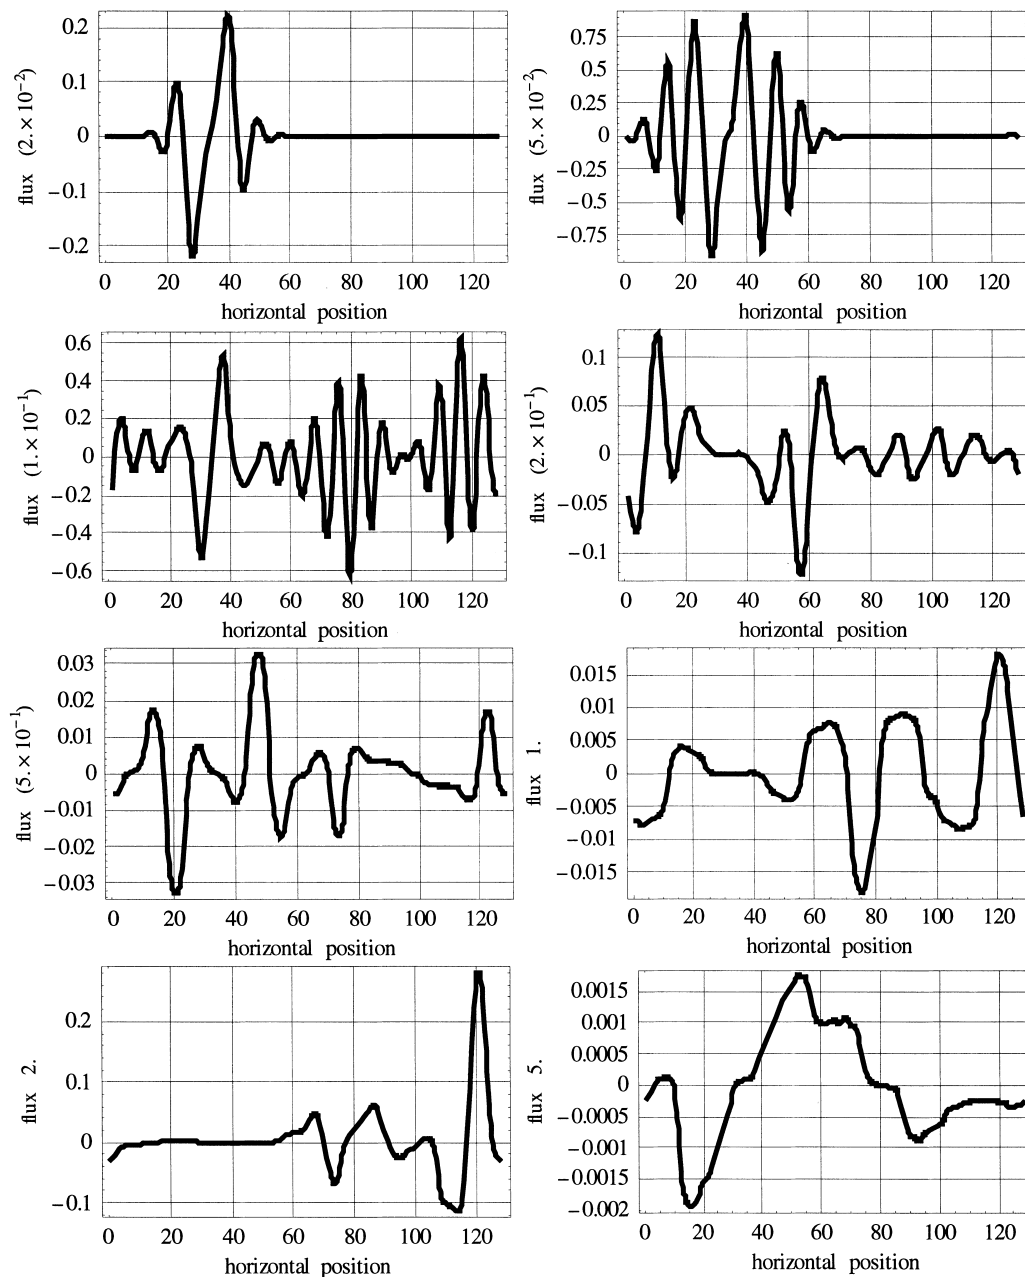 0.2
0.1
0
−0.1
−0.2
flux (2.×10⁻²)
0 20 40 60 80 100 120
horizontal position
0.75
0.5
0.25
0
−0.25
−0.5
−0.75
flux (5.×10⁻²)
0 20 40 60 80 100 120
horizontal position
0.6
0.4
0.2
0
−0.2
−0.4
−0.6
flux (1.×10⁻¹)
0 20 40 60 80 100 120
horizontal position
0.1
0.05
0
−0.05
−0.1
flux (2.×10⁻¹)
0 20 40 60 80 100 120
horizontal position
0.03
0.02
0.01
0
−0.01
−0.02
−0.03
flux (5.×10⁻¹)
0 20 40 60 80 100 120
horizontal position
0.015
0.01
0.005
0
−0.005
−0.01
−0.015
flux 1.
0 20 40 60 80 100 120
horizontal position
0.2
0.1
0
−0.1
flux 2.
0 20 40 60 80 100 120
horizontal position
0.0015
0.001
0.0005
0
−0.0005
−0.001
−0.0015
−0.002
flux 5.
0 20 40 60 80 100 120
horizontal position